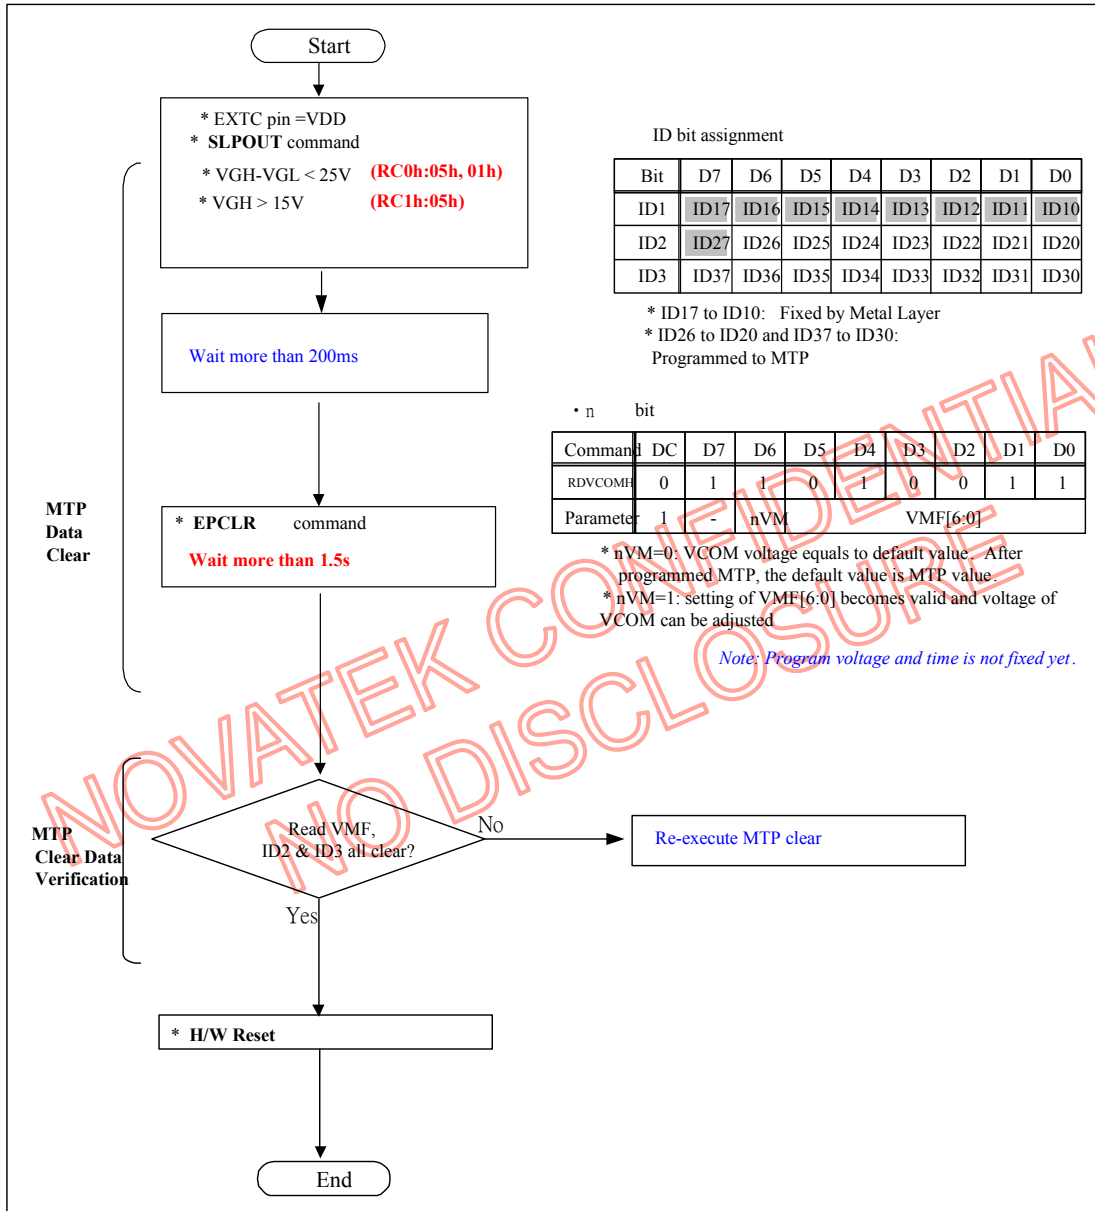 Start
* EXTC pin =VDD
* SLPOUT command
* VGH-VGL < 25V (RC0h:05h, 01h)
* VGH > 15V (RC1h:05h)
Wait more than 200ms
MTP
Data
Clear
* EPCLR command
Wait more than 1.5s
MTP
Clear Data
Verification
Read VMF,
ID2 & ID3 all clear?
No
Re-execute MTP clear
Yes
* H/W Reset
End
ID bit assignment
Bit D7 D6 D5 D4 D3 D2 D1 D0
ID1 ID17 ID16 ID15 ID14 ID13 ID12 ID11 ID10
ID2 ID27 ID26 ID25 ID24 ID23 ID22 ID21 ID20
ID3 ID37 ID36 ID35 ID34 ID33 ID32 ID31 ID30
* ID17 to ID10: Fixed by Metal Layer
* ID26 to ID20 and ID37 to ID30:
Programmed to MTP
・n bit
Command DC D7 D6 D5 D4 D3 D2 D1 D0
RDVCOMH 0 1 1 0 1 0 0 1 1
Parameter 1 - nVM VMF[6:0]
* nVM=0: VCOM voltage equals to default value. After
programmed MTP, the default value is MTP value.
* nVM=1: setting of VMF[6:0] becomes valid and voltage of
VCOM can be adjusted
Note: Program voltage and time is not fixed yet.
NOVATEK CONFIDENTIAL
NO DISCLOSURE